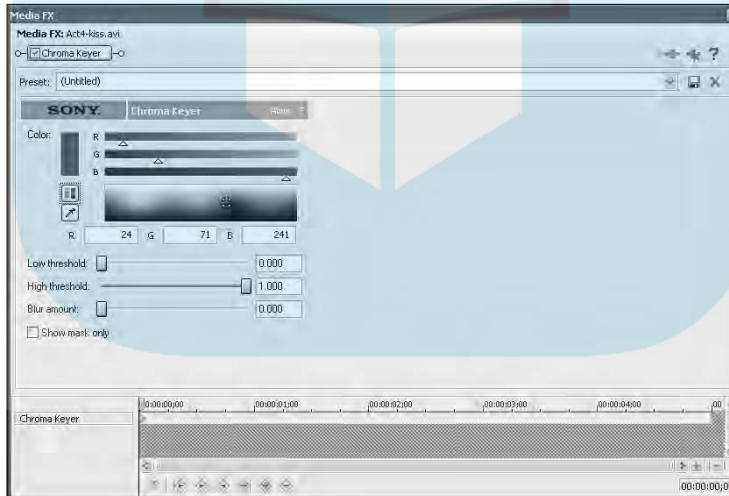 Media FX
Media FX: Act4-kiss.avi
Chroma Keyer
?
Preset: (Untitled)
SONY Chroma Keyer About ?
Color: R
G
B
R 24 G 71 B 241
Low threshold: 0.000
High threshold: 1.000
Blur amount: 0.000
Show mask only
00:00:00;00 00:00:01;00 00:00:02;00 00:00:03;00 00:00:04;00
Chroma Keyer